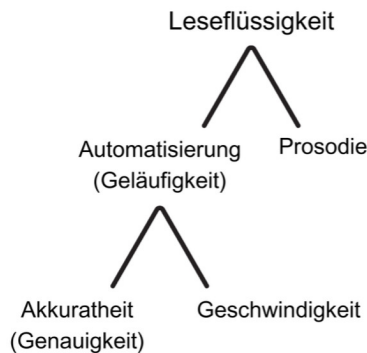 Leseflüssigkeit
Automatisierung
(Geläufigkeit)
Prosodie
Akkuratheit
(Genauigkeit)
Geschwindigkeit